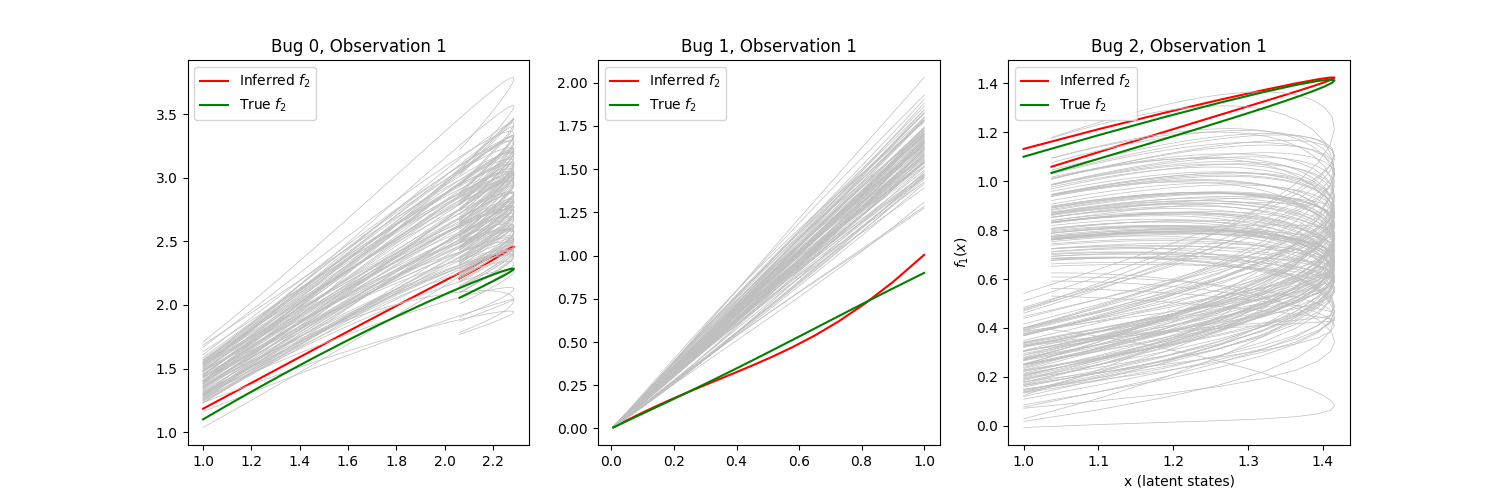 Bug 0, Observation 1
Inferred f₂
True f₂
3.5
3.0
2.5
2.0
1.5
1.0
1.0 1.2 1.4 1.6 1.8 2.0 2.2
Bug 1, Observation 1
Inferred f₂
True f₂
2.00
1.75
1.50
1.25
1.00
0.75
0.50
0.25
0.00
0.0 0.2 0.4 0.6 0.8 1.0
Bug 2, Observation 1
Inferred f₂
True f₂
1.4
1.2
1.0
0.8
0.6
0.4
0.2
0.0
f₁(x)
1.0 1.1 1.2 1.3 1.4
x (latent states)